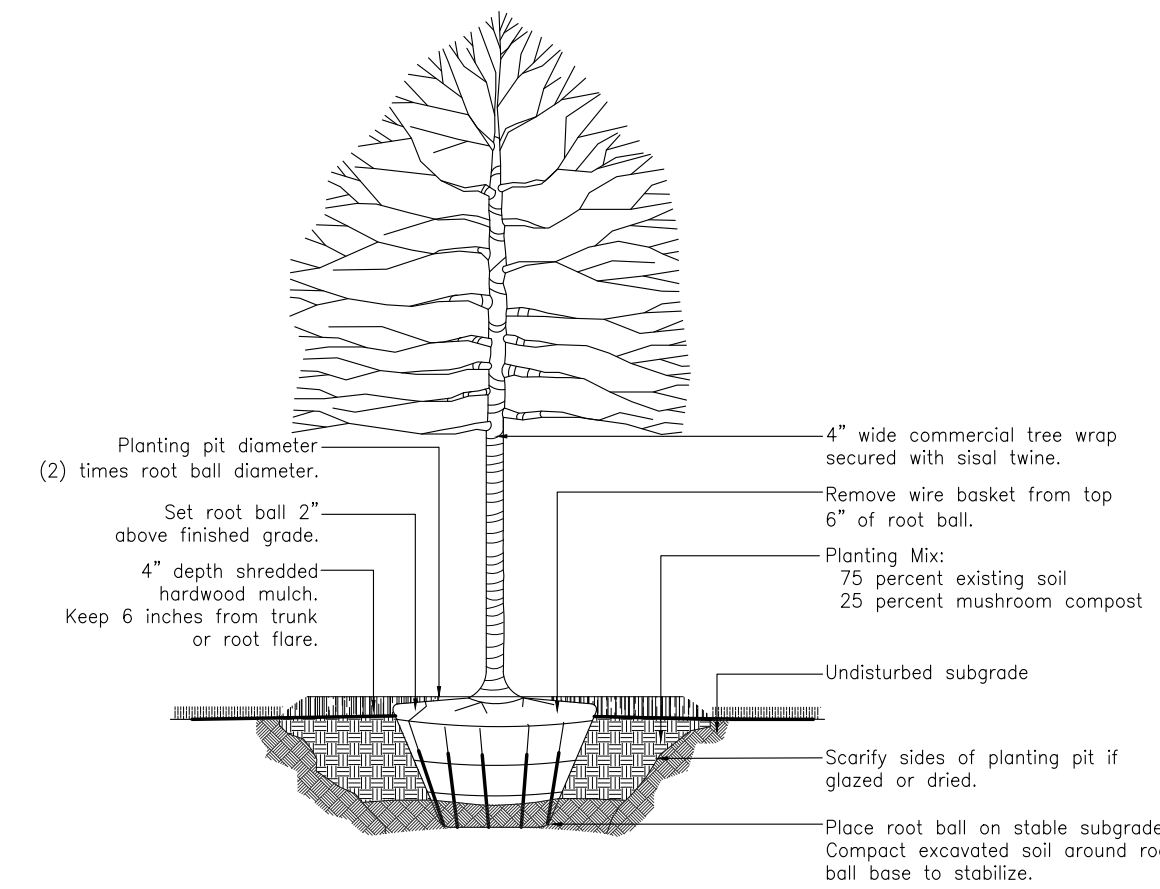 Planting pit diameter
(2) times root ball diameter.
Set root ball 2”
above finished grade.
4” depth shredded
hardwood mulch.
Keep 6 inches from trunk
or root flare.
4” wide commercial tree wrap
secured with sisal twine.
Remove wire basket from top
6” of root ball.
Planting Mix:
75 percent existing soil
25 percent mushroom compost
Undisturbed subgrade
Scarify sides of planting pit if
glazed or dried.
Place root ball on stable subgrade
Compact excavated soil around
ball base to stabilize.